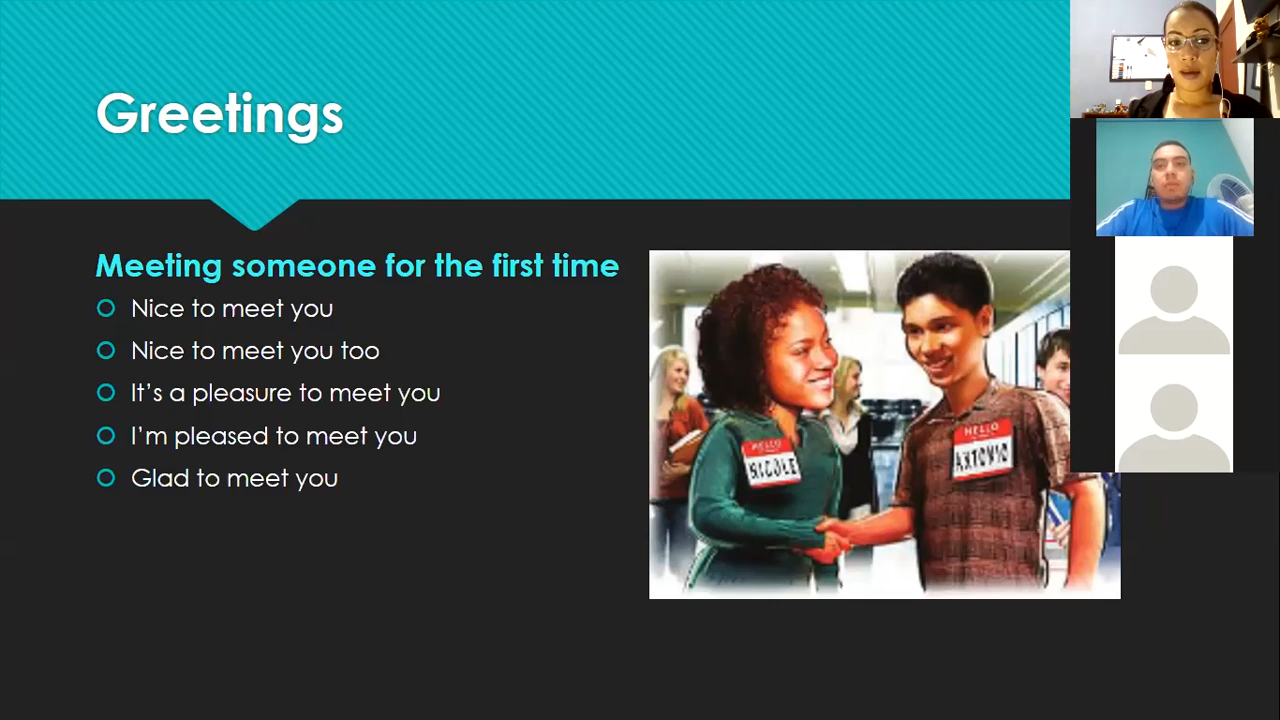 Greetings
Meeting someone for the first time
Nice to meet you
Nice to meet you too
It's a pleasure to meet you
I'm pleased to meet you
Glad to meet you
HELLO
NICOLE
HELLO
ANTONIO